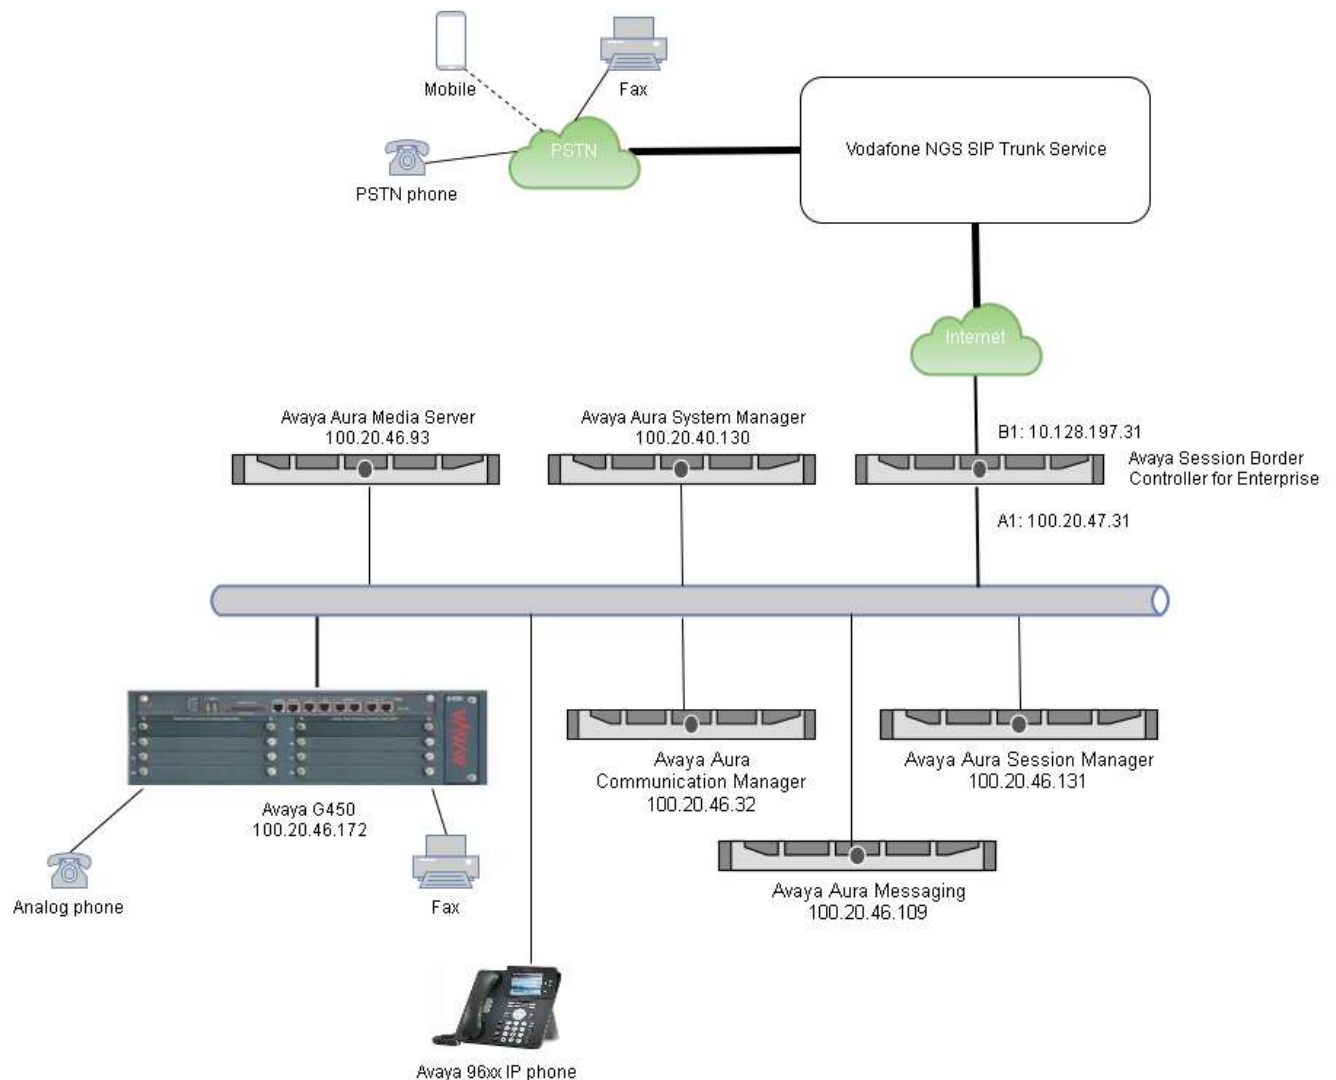 Mobile
Fax
PSTN
PSTN phone
Vodafone NGS SIP Trunk Service
Internet
Avaya Aura Media Server
100.20.46.93
Avaya Aura System Manager
100.20.40.130
B1: 10.128.197.31
Avaya Session Border
Controller for Enterprise
A1: 100.20.47.31
AVAYA
Avaya G450
100.20.46.172
Avaya Aura
Communication Manager
100.20.46.32
Avaya Aura Session Manager
100.20.46.131
Analog phone
Fax
Avaya Aura Messaging
100.20.46.109
Avaya 96xx IP phone